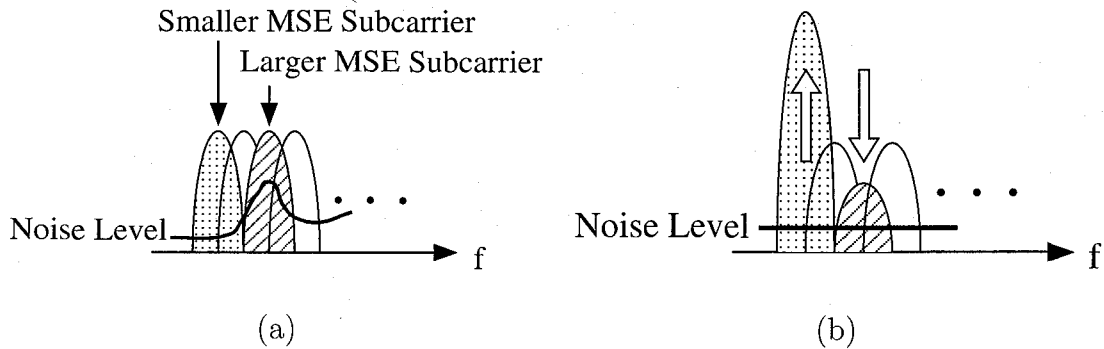 Smaller MSE Subcarrier
Larger MSE Subcarrier
Noise Level
f
(a)
Noise Level
f
(b)